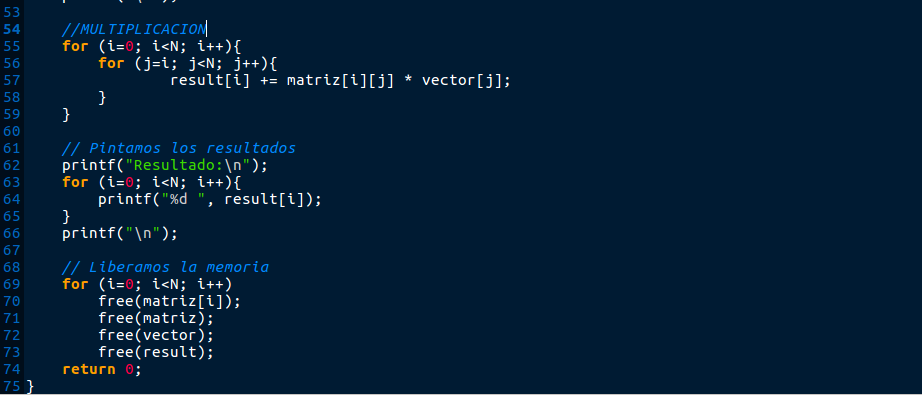 53
54 //MULTIPLICACION
55 for (i=0; i<N; i++){
56 for (j=i; j<N; j++){
57 result[i] += matriz[i][j] * vector[j];
58 }
59 }
60
61 // Pintamos los resultados
62 printf("Resultado:\n");
63 for (i=0; i<N; i++){
64 printf("%d ", result[i]);
65 }
66 printf("\n");
67
68 // Liberamos la memoria
69 for (i=0; i<N; i++)
70 free(matriz[i]);
71 free(matriz);
72 free(vector);
73 free(result);
74 return 0;
75 }